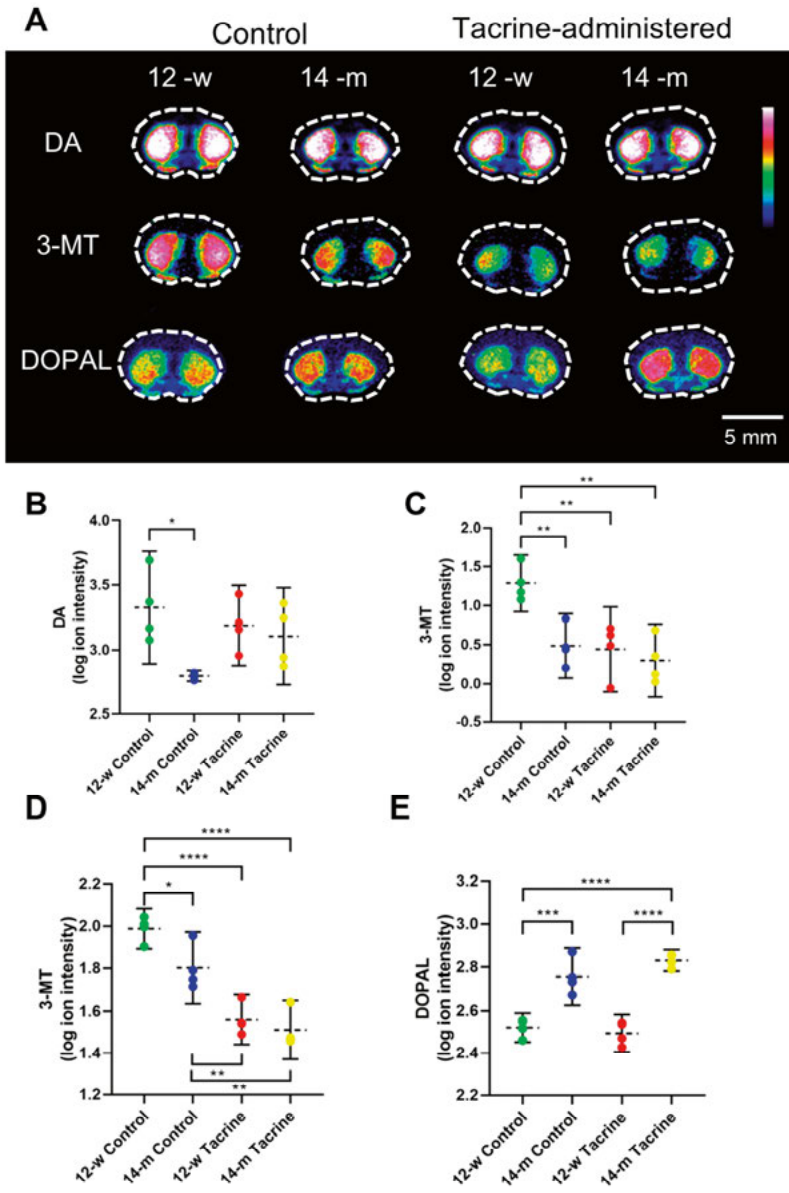 A
Control
Tacrine-administered
12 -w
14 -m
12 -w
14 -m
DA
3-MT
DOPAL
5 mm
B
*
4.0
3.5
3.0
2.5
DA
(log ion intensity)
12-w Control
14-m Control
12-w Tacrine
14-m Tacrine
C
**
**
**
2.0
1.5
1.0
0.5
0.0
-0.5
3-MT
(log ion intensity)
12-w Control
14-m Control
12-w Tacrine
14-m Tacrine
D
****
****
*
2.2
2.0
1.8
1.6
1.4
1.2
**
**
3-MT
(log ion intensity)
12-w Control
14-m Control
12-w Tacrine
14-m Tacrine
E
****
***
****
3.2
3.0
2.8
2.6
2.4
2.2
DOPAL
(log ion intensity)
12-w Control
14-m Control
12-w Tacrine
14-m Tacrine